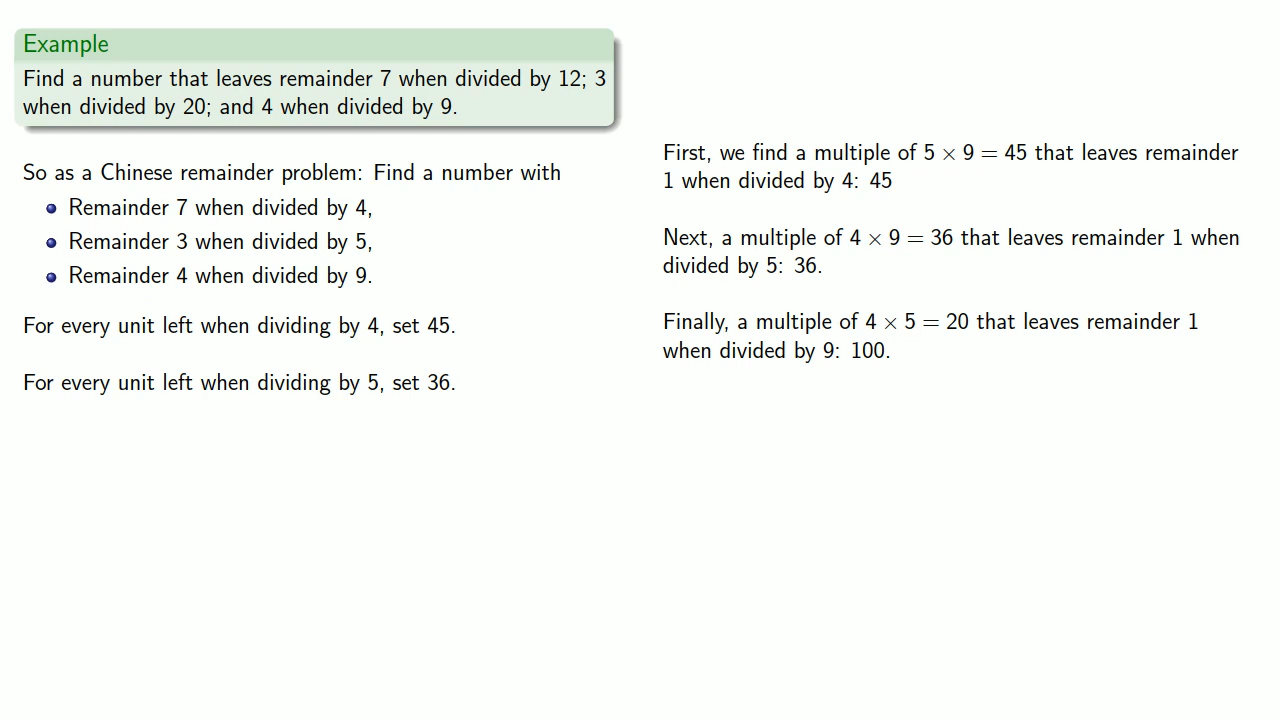 Example
Find a number that leaves remainder 7 when divided by 12; 3
when divided by 20; and 4 when divided by 9.
So as a Chinese remainder problem: Find a number with
Remainder 7 when divided by 4,
Remainder 3 when divided by 5,
Remainder 4 when divided by 9.
For every unit left when dividing by 4, set 45.
For every unit left when dividing by 5, set 36.
First, we find a multiple of 5 × 9 = 45 that leaves remainder
1 when divided by 4: 45
Next, a multiple of 4 × 9 = 36 that leaves remainder 1 when
divided by 5: 36.
Finally, a multiple of 4 × 5 = 20 that leaves remainder 1
when divided by 9: 100.